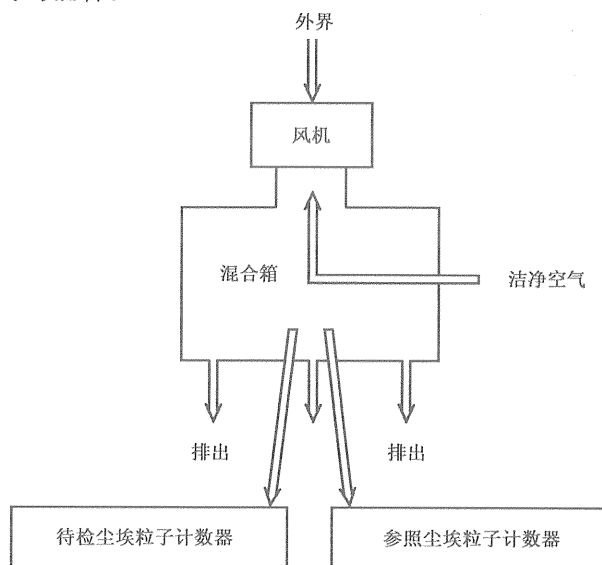 外界
风机
混合箱
洁净空气
排出
排出
待检尘埃粒子计数器
参照尘埃粒子计数器